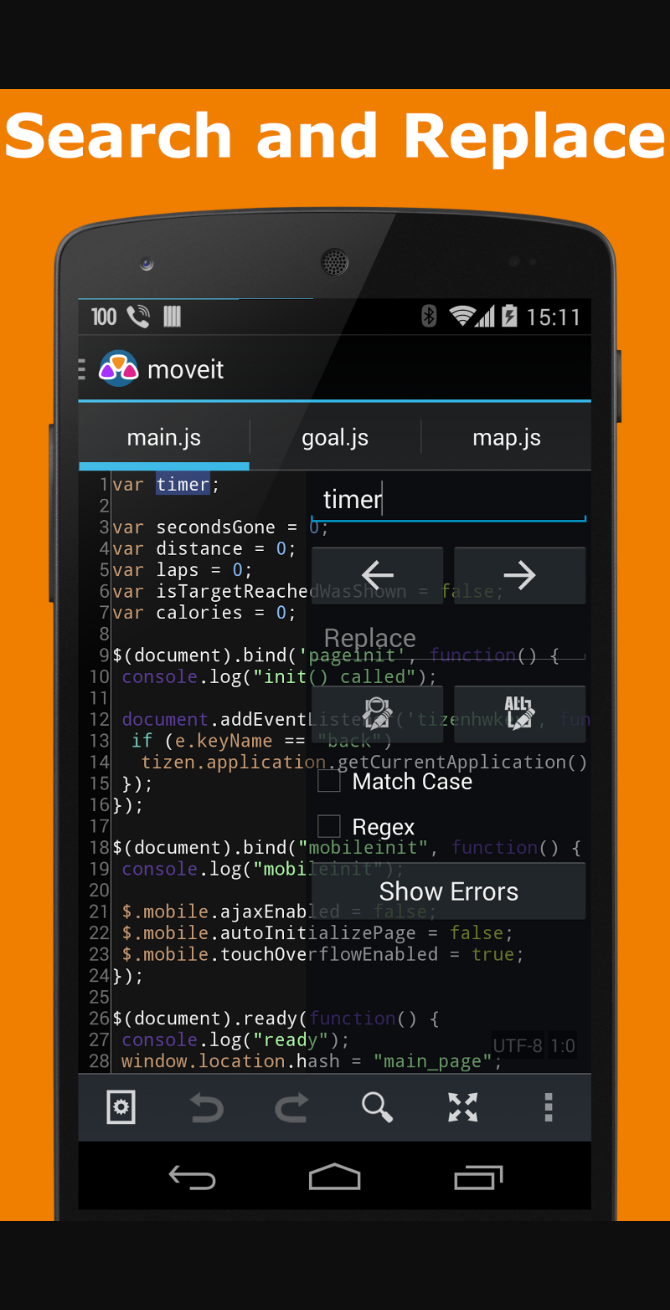 Search and Replace
100 15:11
moveit
main.js goal.js map.js
timer
Replace
ALL
Match Case
Regex
Show Errors
1 var timer;
2
3 var secondsGone = 0;
4 var distance = 0;
5 var laps = 0;
6 var isTargetReachedWasShown = false;
7 var calories = 0;
8
9 $(document).bind('pageinit', function() {
10 console.log("init() called");
11
12 document.addEventListener('tizenhwkey', fun
13 if (e.keyName == "back")
14 tizen.application.getCurrentApplication()
15 });
16 });
17
18 $(document).bind("mobileinit", function() {
19 console.log("mobileinit");
20
21 $.mobile.ajaxEnabled = false;
22 $.mobile.autoInitializePage = false;
23 $.mobile.touchOverflowEnabled = true;
24 });
25
26 $(document).ready(function() {
27 console.log("ready");
28 window.location.hash = "main_page";
UTF-8 1:0